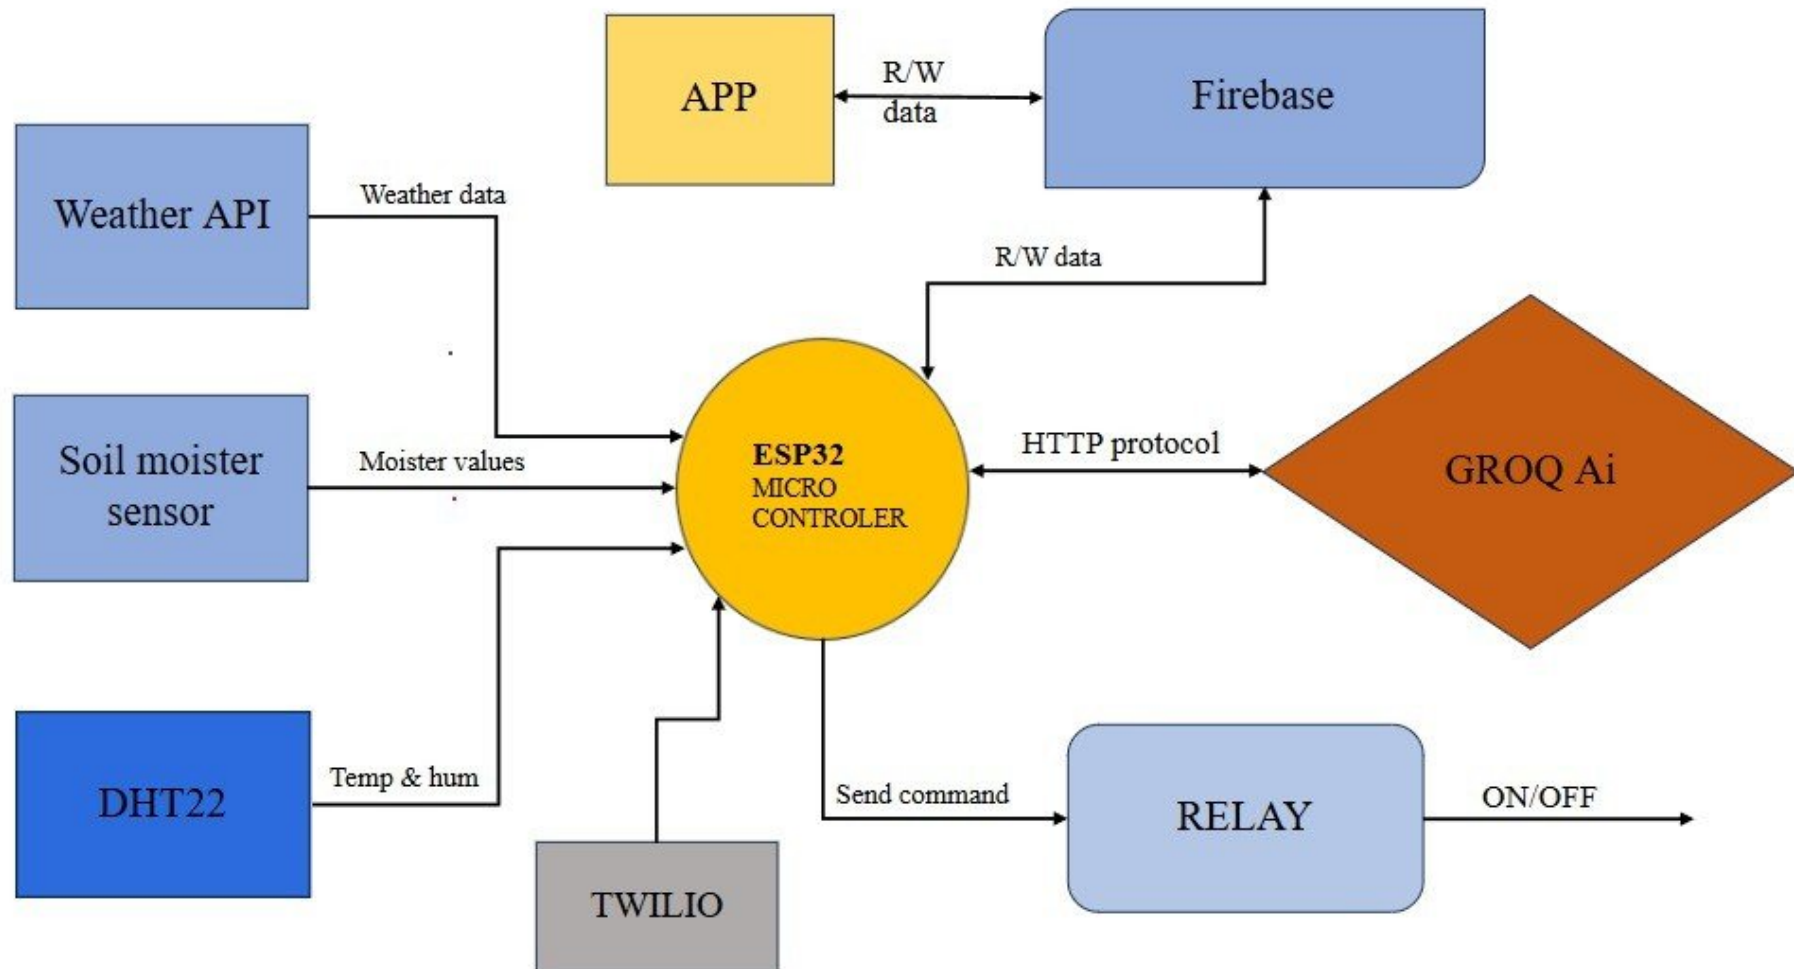 APP
R/W
data
Firebase
Weather API
Weather data
R/W data
Soil moister
sensor
Moister values
ESP32
MICRO
CONTROLER
HTTP protocol
GROQ Ai
DHT22
Temp & hum
TWILIO
Send command
RELAY
ON/OFF